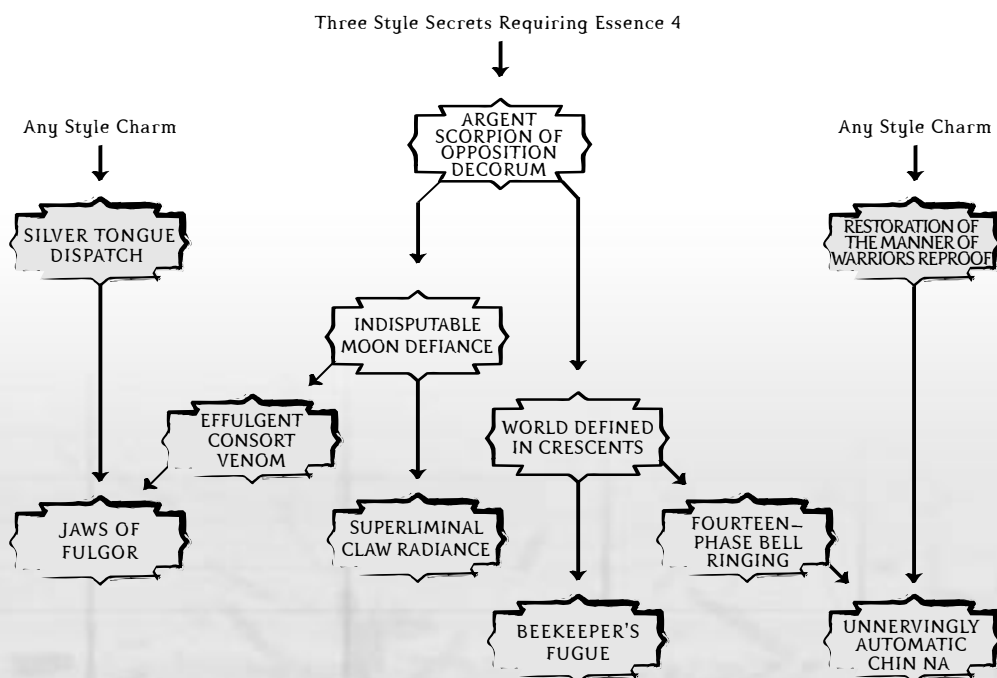 Three Style Secrets Requiring Essence 4
ARGENT
SCORPION OF
OPPOSITION
DECORUM
Any Style Charm
Any Style Charm
SILVER TONGUE
DISPATCH
RESTORATION OF
THE MANNER OF
WARRIORS REPROOF
INDISPUTABLE
MOON DEFIANCE
EFFULGENT
CONSORT
VENOM
WORLD DEFINED
IN CRESCENTS
JAWS OF
FULGOR
SUPERLIMINAL
CLAW RADIANCE
FOURTEEN–
PHASE BELL
RINGING
BEEKEEPER'S
FUGUE
UNNERVINGLY
AUTOMATIC
CHIN NA